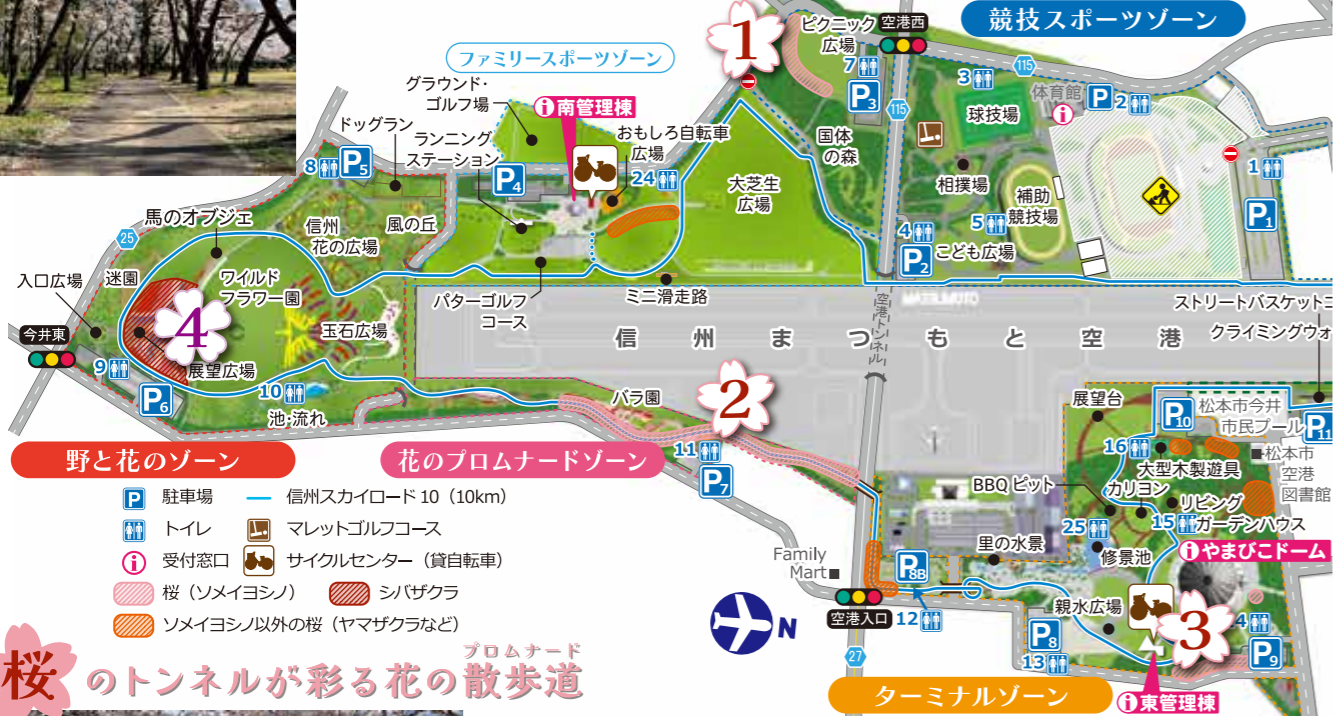 競技スポーツゾーン
1
ピクニック
広場
空港西
7
P3
115
3
115
体育館
P
2
球技場
ファミリースポーツゾーン
グラウンド・
ゴルフ場
i南管理棟
ドッグラン
ランニング
ステーション
おもしろ自転車
広場
国体
の森
8
P5
P4
24
大芝生
広場
相撲場
補助
競技場
1
P1
馬のオブジェ
信州
花の広場
風の丘
4
5
P2
こども広場
25
入口広場
迷園
ワイルド
フラワー園
パターゴルフ
コース
ミニ滑走路
空港トンネル
MATSUMOTO
ストリートバスケットコ
クライミングウォ
今井東
4
展望広場
玉石広場
信州まつもと空港
9
P6
10
池・流れ
バラ園
2
展望台
P10
松本市今井
市民プール
P11
野と花のゾーン
花のプロムナードゾーン
11
P7
16
大型木製遊具
松本市
空港
図書館
BBQピット
カリヨン
リビング
ガーデンハウス
15
25
修景池
iやまびこドーム
P 駐車場
信州スカイロード10(10km)
トイレ
マレットゴルフコース
i 受付窓口
サイクルセンター(貸自転車)
桜(ソメイヨシノ)
シバザクラ
ソメイヨシノ以外の桜(ヤマザクラなど)
Family
Mart
里の水景
P8B
空港入口
12
N
27
親水広場
P8
13
3
4
P9
i東管理棟
ターミナルゾーン
プロムナード
桜のトンネルが彩る花の散歩道